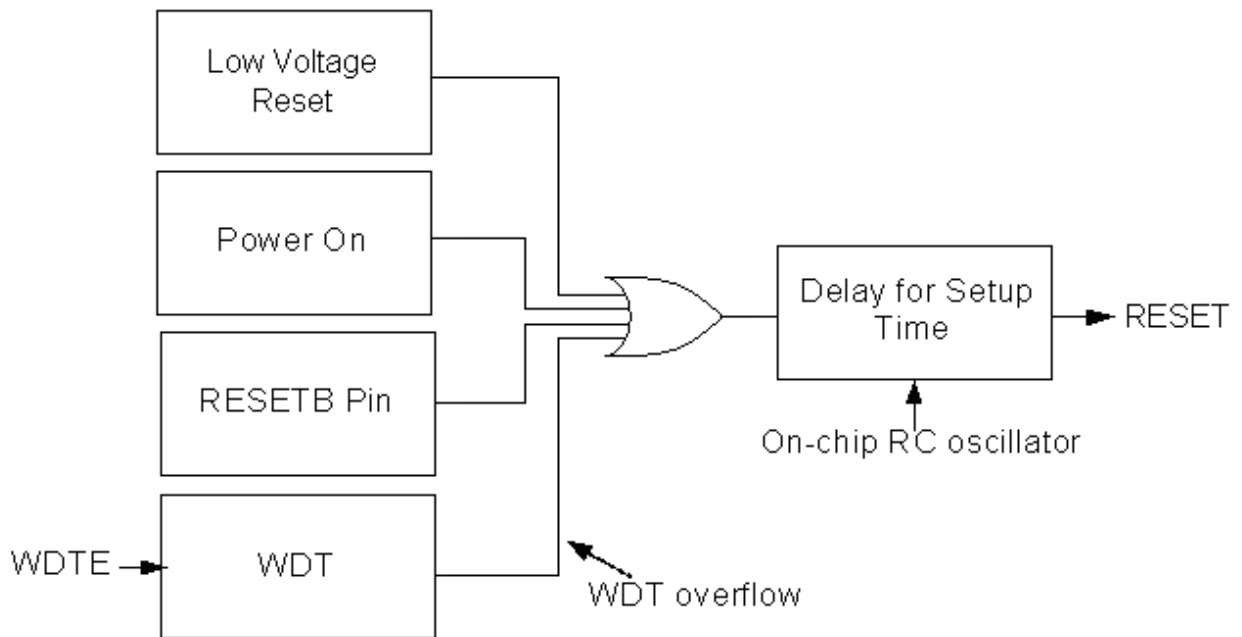 Low Voltage
Reset
Power On
RESETB Pin
WDTE
WDT
WDT overflow
Delay for Setup
Time
On-chip RC oscillator
RESET